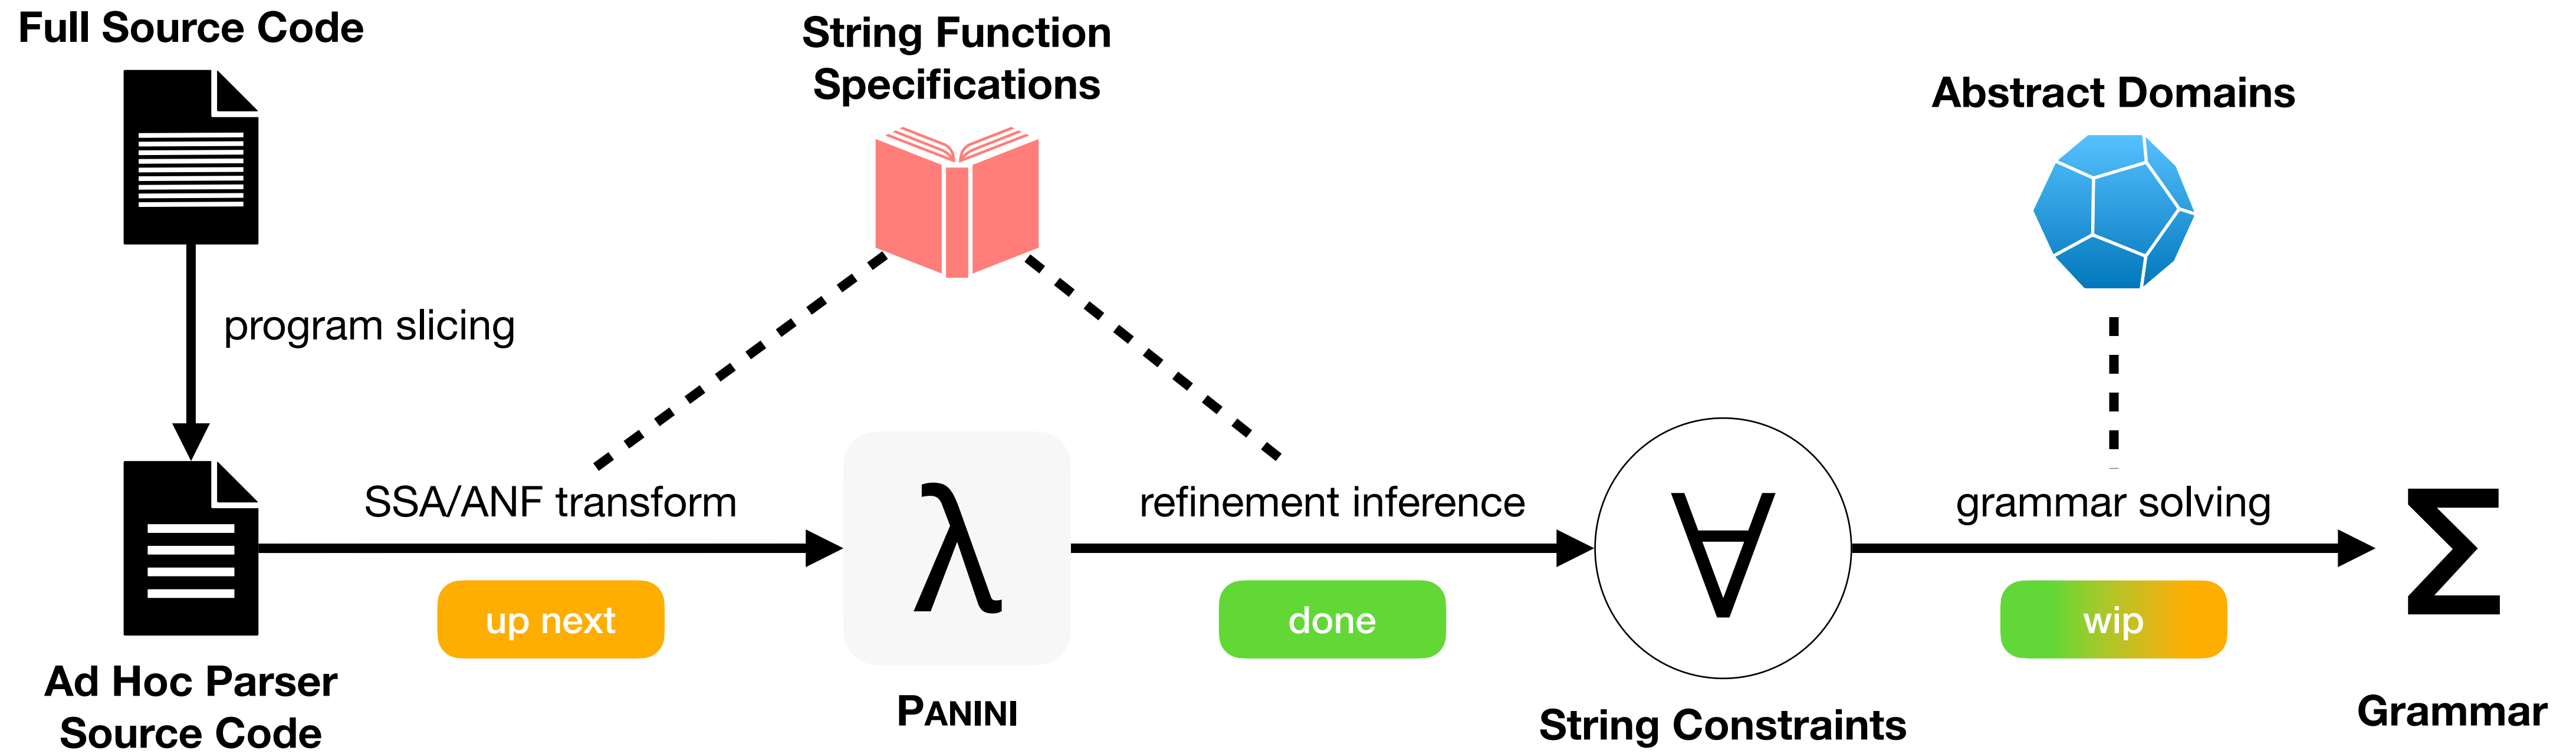 Full Source Code
String Function
Specifications
Abstract Domains
program slicing
SSA/ANF transform
refinement inference
grammar solving
λ
∀
Σ
up next
done
wip
Ad Hoc Parser
Source Code
PANINI
String Constraints
Grammar